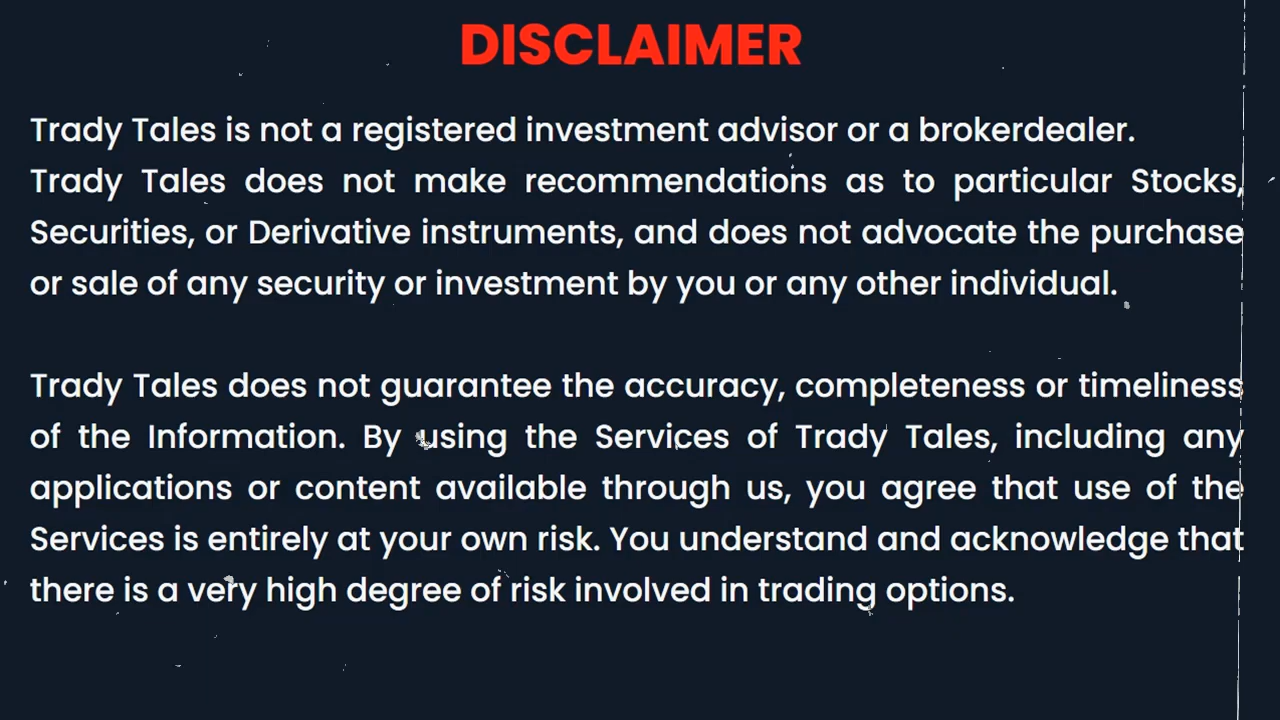 DISCLAIMER
Trady Tales is not a registered investment advisor or a brokerdealer.
Trady Tales does not make recommendations as to particular Stocks,
Securities, or Derivative instruments, and does not advocate the purchase
or sale of any security or investment by you or any other individual.
Trady Tales does not guarantee the accuracy, completeness or timeliness
of the Information. By using the Services of Trady Tales, including any
applications or content available through us, you agree that use of the
Services is entirely at your own risk. You understand and acknowledge that
there is a very high degree of risk involved in trading options.